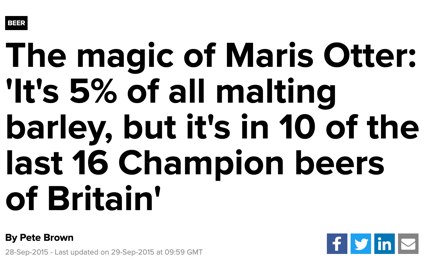 BEER
The magic of Maris Otter:
'It's 5% of all malting
barley, but it's in 10 of the
last 16 Champion beers
of Britain'
By Pete Brown
28-Sep-2015 - Last updated on 29-Sep-2015 at 09:59 GMT